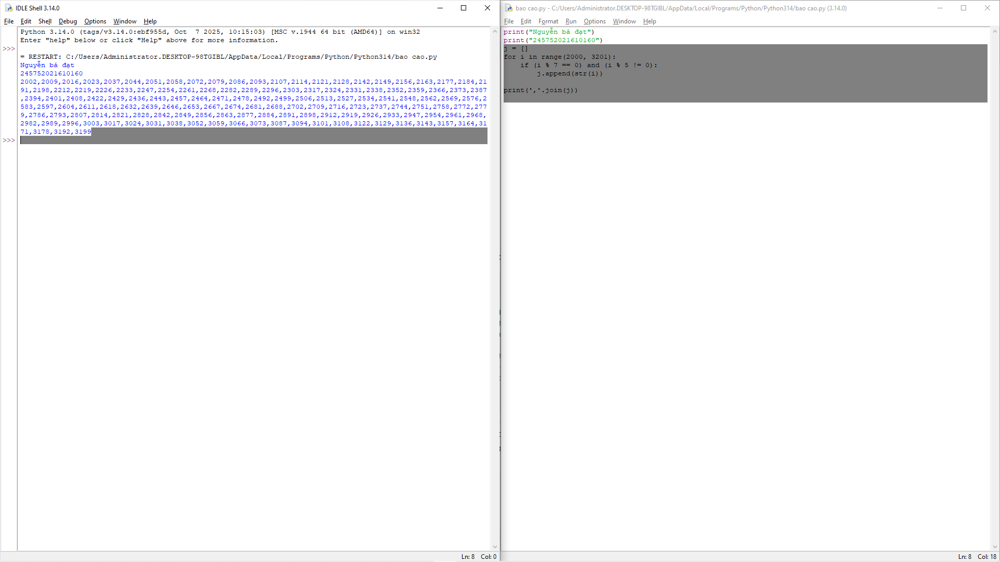 IDLE Shell 3.14.0
File Edit Shell Debug Options Window Help
Python 3.14.0 (tags/v3.14.0:ebf955d, Oct  7 2025, 10:15:03) [MSC v.1944 64 bit (AMD64)] on win32
Enter "help" below or click "Help" above for more information.
>>>
= RESTART: C:/Users/Administrator.DESKTOP-98TGIBL/AppData/Local/Programs/Python/Python314/bao cao.py
Nguyễn bá đạt
245752021610160
2002,2009,2016,2023,2037,2044,2051,2058,2072,2079,2086,2093,2107,2114,2121,2128,2142,2149,2156,2163,2177,2184,21
91,2198,2212,2219,2226,2233,2247,2254,2261,2268,2282,2289,2296,2303,2317,2324,2331,2338,2352,2359,2366,2373,2387
,2394,2401,2408,2422,2429,2436,2443,2457,2464,2471,2478,2492,2499,2506,2513,2527,2534,2541,2548,2562,2569,2576,2
583,2597,2604,2611,2618,2632,2639,2646,2653,2667,2674,2681,2688,2702,2709,2716,2723,2737,2744,2751,2758,2772,277
9,2786,2793,2807,2814,2821,2828,2842,2849,2856,2863,2877,2884,2891,2898,2912,2919,2926,2933,2947,2954,2961,2968,
2982,2989,2996,3003,3017,3024,3031,3038,3052,3059,3066,3073,3087,3094,3101,3108,3122,3129,3136,3143,3157,3164,31
71,3178,3192,3199
>>>
Ln: 8 Col: 0
bao cao.py - C:/Users/Administrator.DESKTOP-98TGIBL/AppData/Local/Programs/Python/Python314/bao cao.py (3.14.0)
File Edit Format Run Options Window Help
print("Nguyễn bá đạt")
print("245752021610160")
j = []
for i in range(2000, 3201):
    if (i % 7 == 0) and (i % 5 != 0):
        j.append(str(i))
print(','.join(j))
Ln: 8 Col: 18